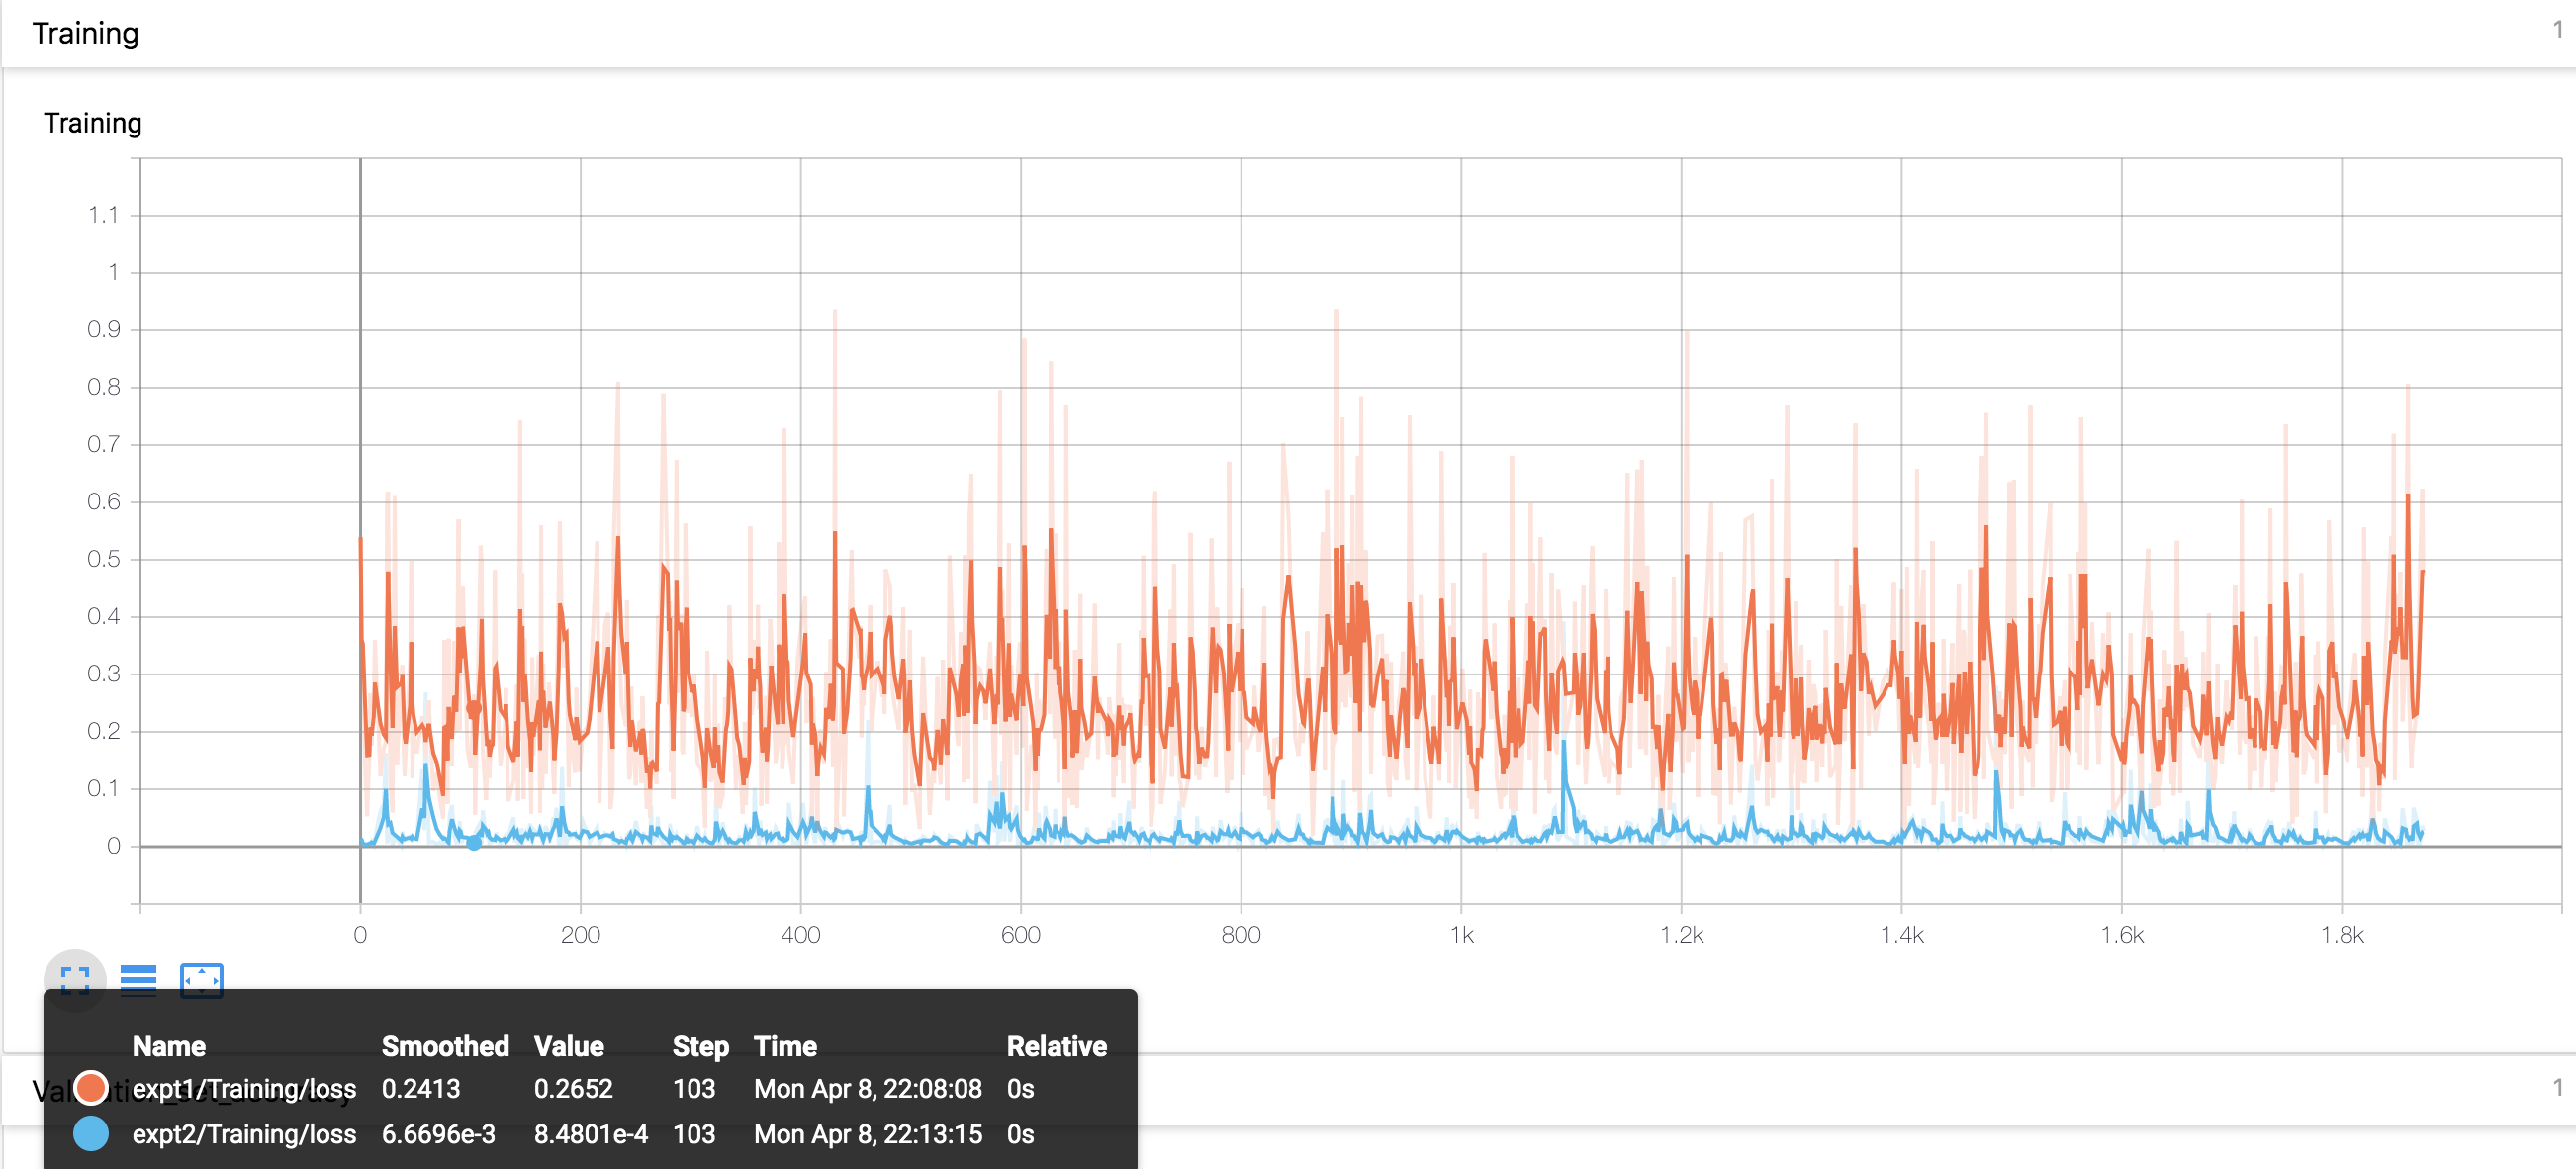 Training 1
Training
1.1
1
0.9
0.8
0.7
0.6
0.5
0.4
0.3
0.2
0.1
0
0 200 400 600 800 1k 1.2k 1.4k 1.6k 1.8k
Name Smoothed Value Step Time Relative
expt1/Training/loss 0.2413 0.2652 103 Mon Apr 8, 22:08:08 0s
1
expt2/Training/loss 6.6696e-3 8.4801e-4 103 Mon Apr 8, 22:13:15 0s